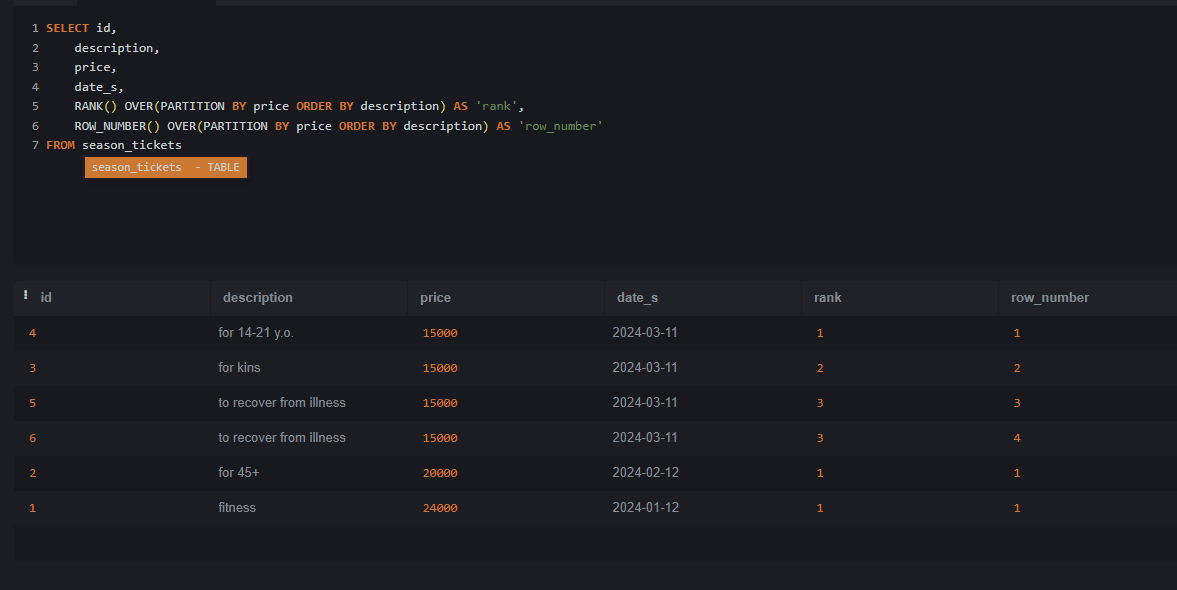 1 SELECT id,
2 description,
3 price,
4 date_s,
5 RANK() OVER(PARTITION BY price ORDER BY description) AS 'rank',
6 ROW_NUMBER() OVER(PARTITION BY price ORDER BY description) AS 'row_number'
7 FROM season_tickets
season_tickets - TABLE
id description price date_s rank row_number
4 for 14-21 y.o. 15000 2024-03-11 1 1
3 for kins 15000 2024-03-11 2 2
5 to recover from illness 15000 2024-03-11 3 3
6 to recover from illness 15000 2024-03-11 3 4
2 for 45+ 20000 2024-02-12 1 1
1 fitness 24000 2024-01-12 1 1